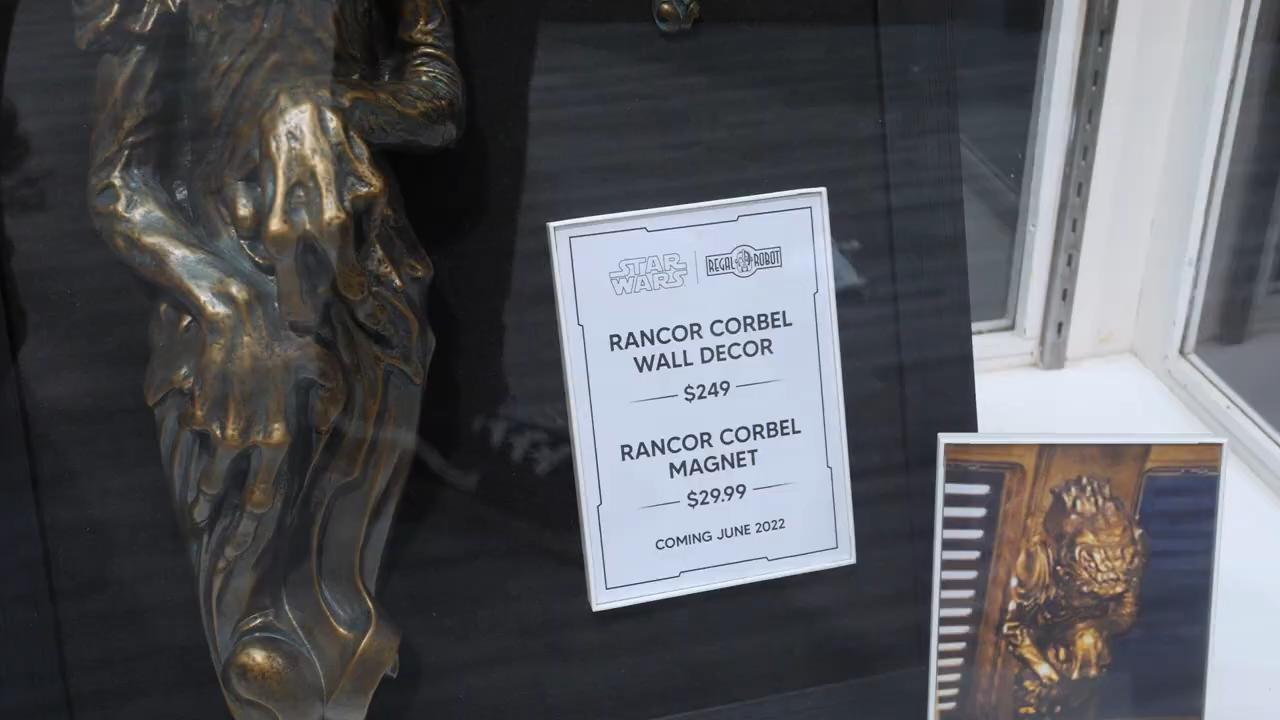 STAR WARS
REGAL ROBOT
RANCOR CORBEL
WALL DECOR
$249
RANCOR CORBEL
MAGNET
$29.99
COMING JUNE 2022